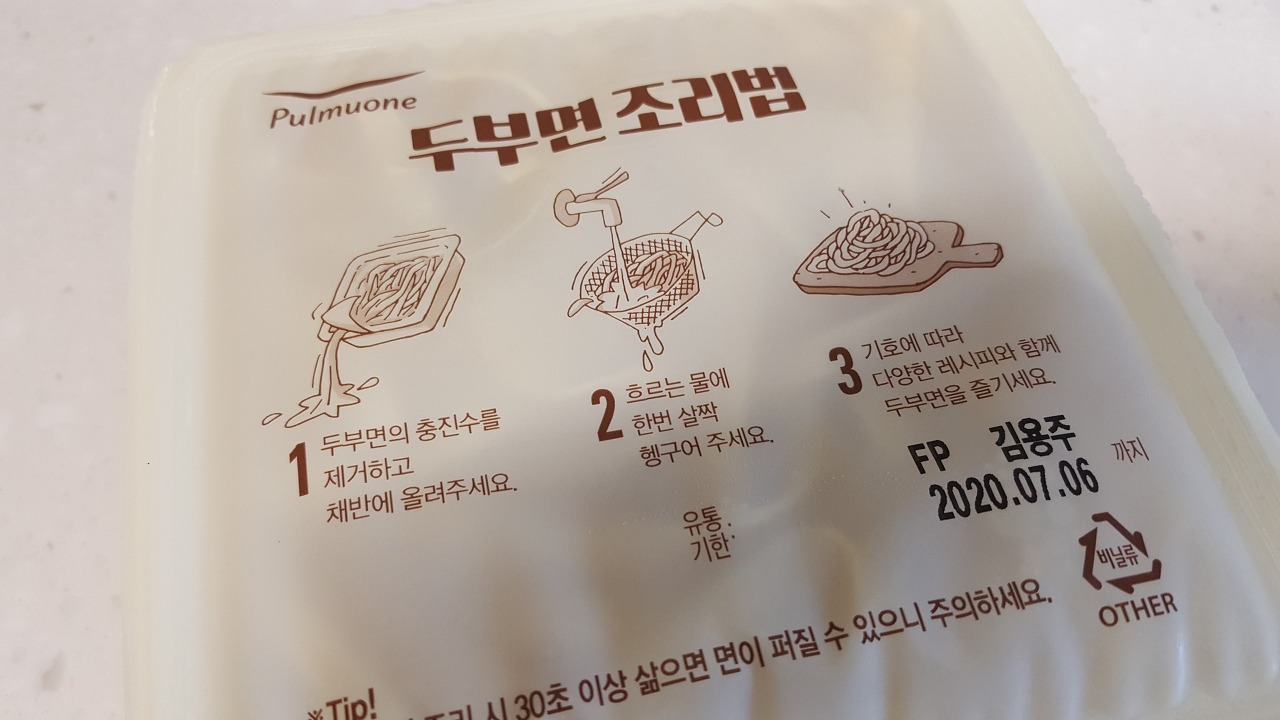 Pulmuone
두부면 조리법
1 두부면의 충진수를
제거하고
채반에 올려주세요.
2 흐르는 물에
한번 살짝
헹구어 주세요.
3 기호에 따라
다양한 레시피와 함께
두부면을 즐기세요.
FP 김용주
2020.07.06 까지
유통:
기한
비닐류
OTHER
※Tip!
시 30초 이상 삶으면 면이 퍼질 수 있으니 주의하세요.